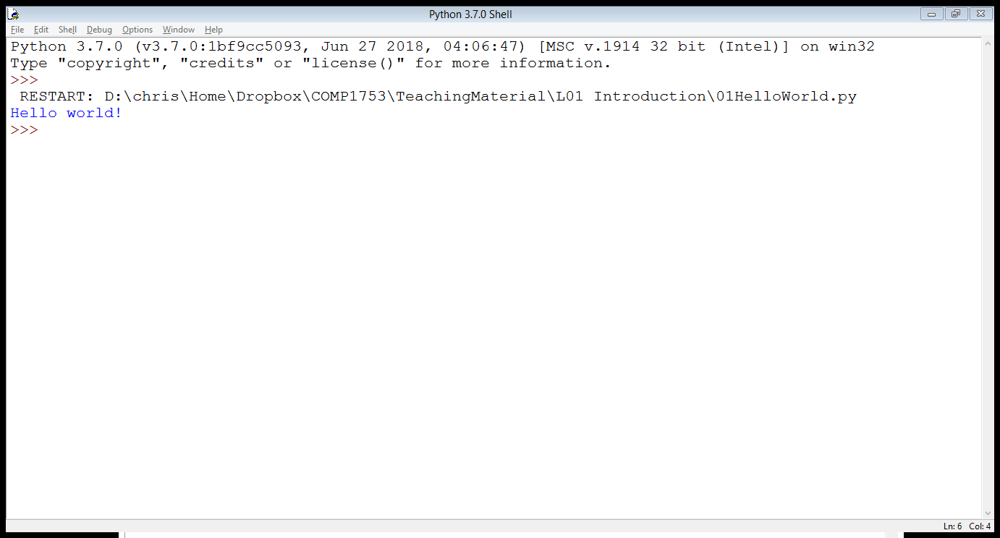 Python 3.7.0 Shell
File Edit Shell Debug Options Window Help
Python 3.7.0 (v3.7.0:1bf9cc5093, Jun 27 2018, 04:06:47) [MSC v.1914 32 bit (Intel)] on win32
Type "copyright", "credits" or "license()" for more information.
>>>
 RESTART: D:\chris\Home\Dropbox\COMP1753\TeachingMaterial\L01 Introduction\01HelloWorld.py
Hello world!
>>>
Ln: 6 Col: 4